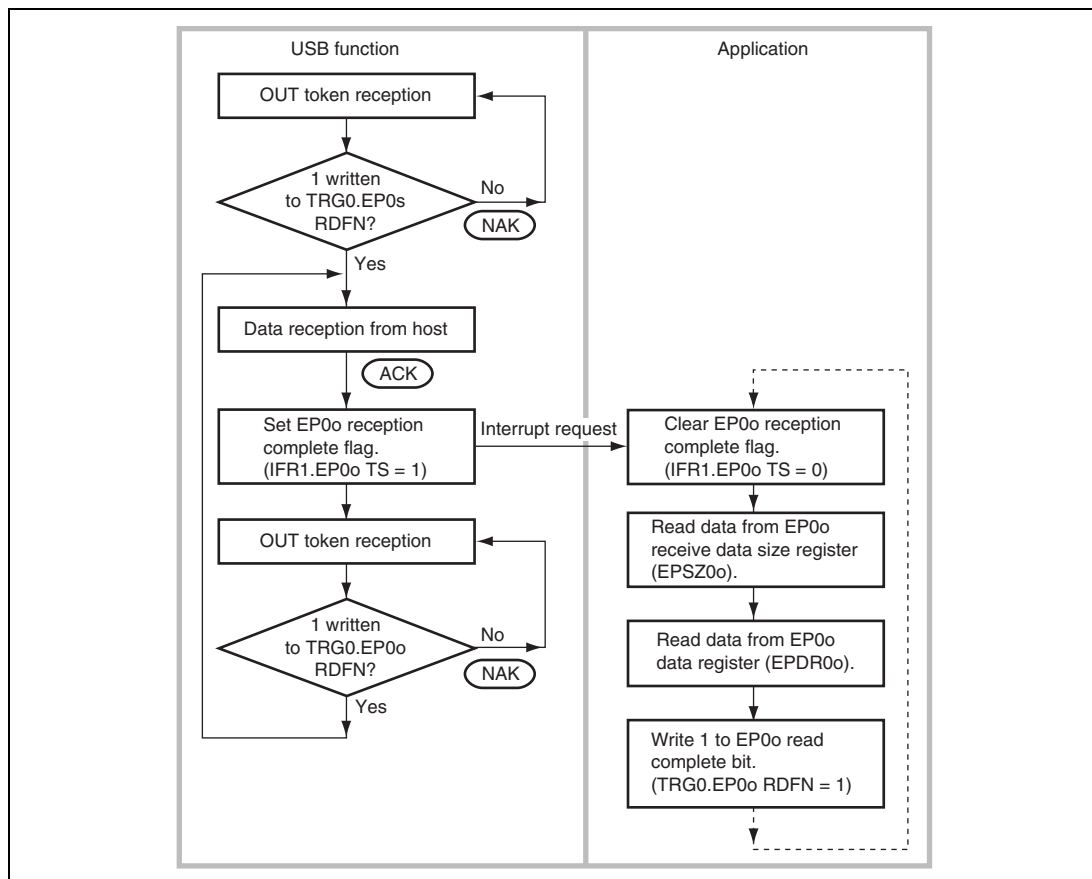 USB function
OUT token reception
1 written
to TRG0.EP0s
RDFN?
No
NAK
Yes
Data reception from host
ACK
Set EP0o reception
complete flag.
(IFR1.EP0o TS = 1)
Interrupt request
OUT token reception
1 written
to TRG0.EP0o
RDFN?
No
NAK
Yes
Application
Clear EP0o reception
complete flag.
(IFR1.EP0o TS = 0)
Read data from EP0o
receive data size register
(EPSZ0o).
Read data from EP0o
data register (EPDR0o).
Write 1 to EP0o read
complete bit.
(TRG0.EP0o RDFN = 1)